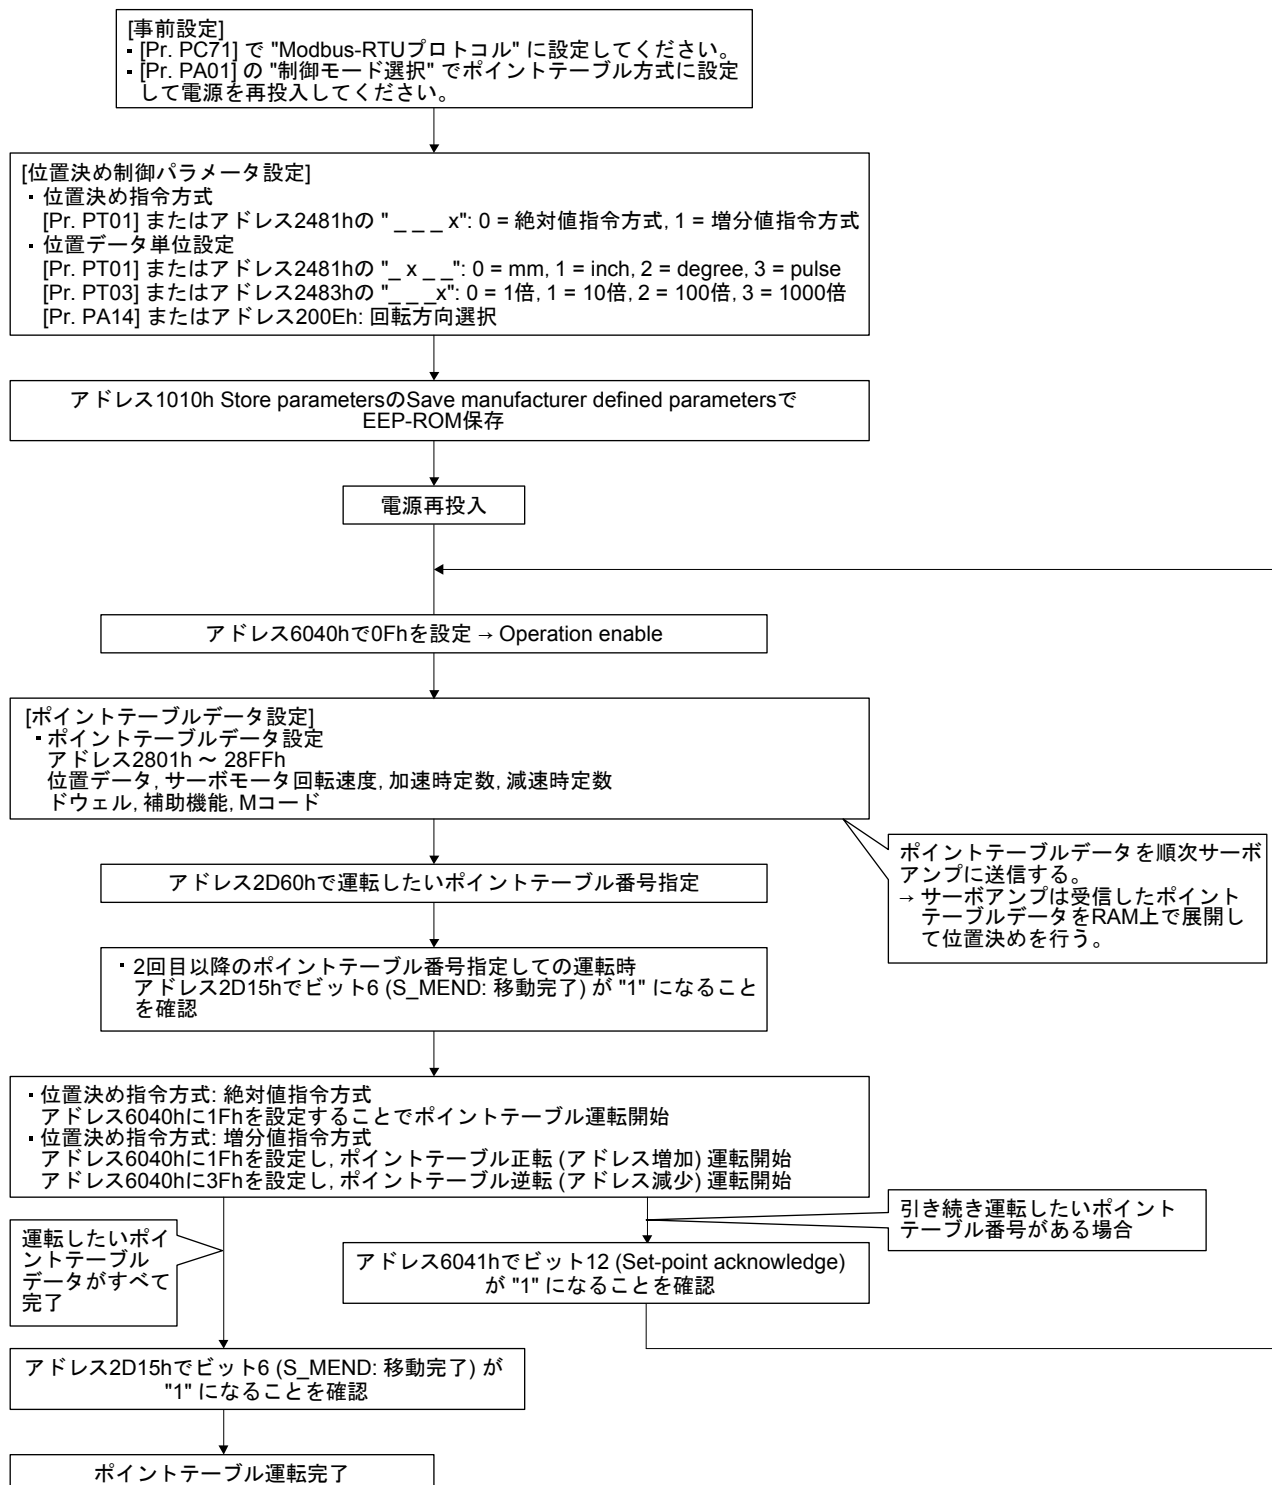 [事前設定]
・[Pr. PC71] で "Modbus-RTUプロトコル" に設定してください。
・[Pr. PA01] の "制御モード選択" でポイントテーブル方式に設定
して電源を再投入してください。
[位置決め制御パラメータ設定]
・位置決め指令方式
[Pr. PT01] またはアドレス2481hの " _ _ _ x": 0 = 絶対値指令方式, 1 = 増分値指令方式
・位置データ単位設定
[Pr. PT01] またはアドレス2481hの "_ x _ _": 0 = mm, 1 = inch, 2 = degree, 3 = pulse
[Pr. PT03] またはアドレス2483hの "_ _ _x": 0 = 1倍, 1 = 10倍, 2 = 100倍, 3 = 1000倍
[Pr. PA14] またはアドレス200Eh: 回転方向選択
アドレス1010h Store parametersのSave manufacturer defined parametersで
EEP-ROM保存
電源再投入
アドレス6040hで0Fhを設定 → Operation enable
[ポイントテーブルデータ設定]
・ポイントテーブルデータ設定
アドレス2801h ～ 28FFh
位置データ, サーボモータ回転速度, 加速時定数, 減速時定数
ドウェル, 補助機能, Mコード
ポイントテーブルデータを順次サーボ
アンプに送信する。
→ サーボアンプは受信したポイント
テーブルデータをRAM上で展開し
て位置決めを行う。
アドレス2D60hで運転したいポイントテーブル番号指定
・2回目以降のポイントテーブル番号指定しての運転時
アドレス2D15hでビット6 (S_MEND: 移動完了) が "1" になること
を確認
・位置決め指令方式: 絶対値指令方式
アドレス6040hに1Fhを設定することでポイントテーブル運転開始
・位置決め指令方式: 増分値指令方式
アドレス6040hに1Fhを設定し, ポイントテーブル正転 (アドレス増加) 運転開始
アドレス6040hに3Fhを設定し, ポイントテーブル逆転 (アドレス減少) 運転開始
引き続き運転したいポイント
テーブル番号がある場合
運転したいポイ
ントテーブル
データがすべて
完了
アドレス6041hでビット12 (Set-point acknowledge)
が "1" になることを確認
アドレス2D15hでビット6 (S_MEND: 移動完了) が
"1" になることを確認
ポイントテーブル運転完了